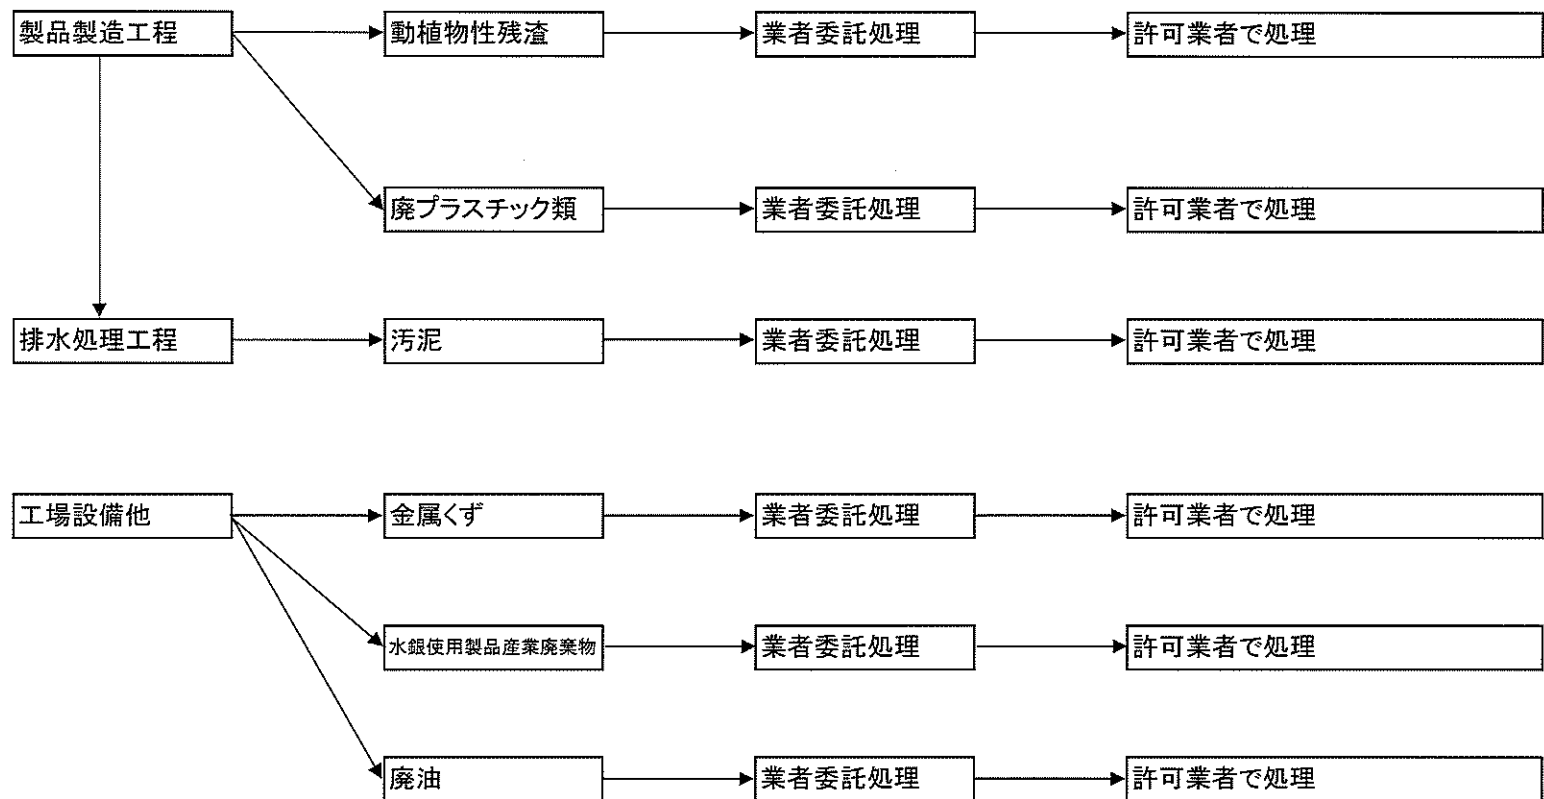 製品製造工程
動植物性残渣
業者委託処理
許可業者で処理
廃プラスチック類
業者委託処理
許可業者で処理
排水処理工程
汚泥
業者委託処理
許可業者で処理
工場設備他
金属くず
業者委託処理
許可業者で処理
水銀使用製品産業廃棄物
業者委託処理
許可業者で処理
廃油
業者委託処理
許可業者で処理